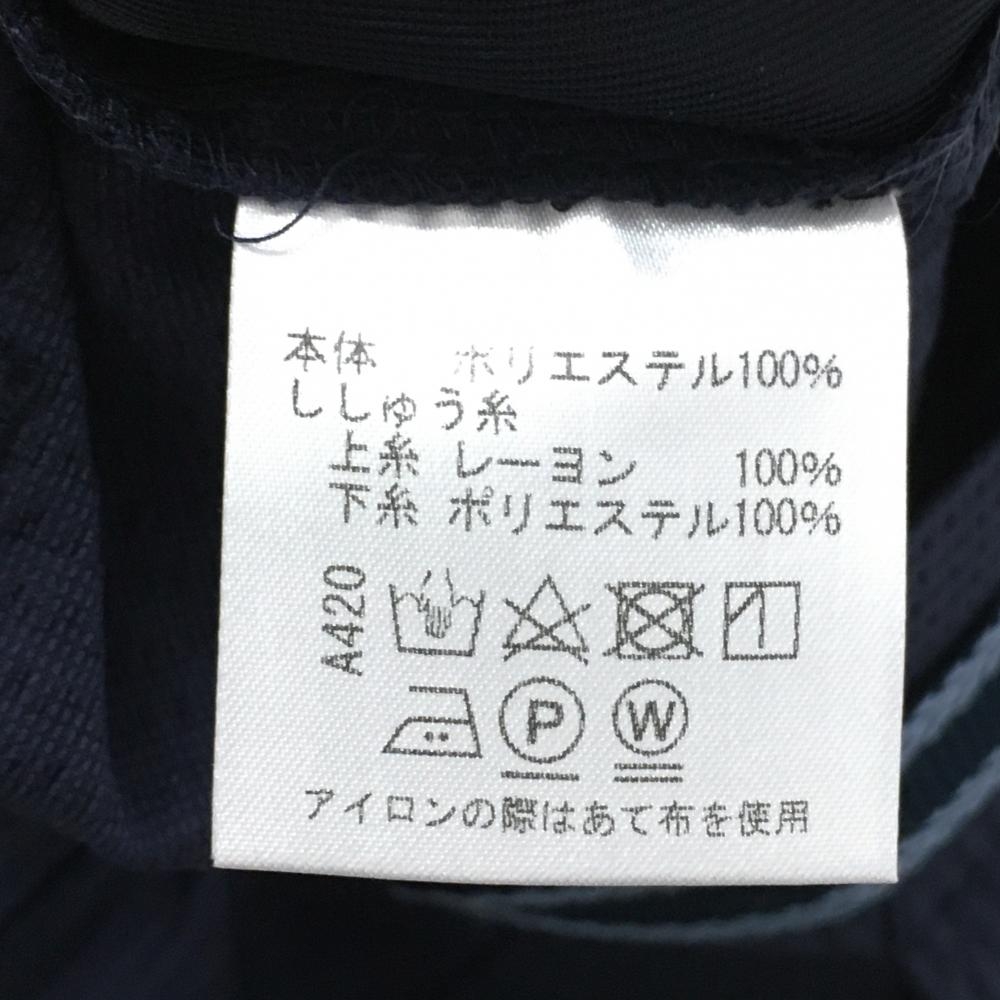 本体 ポリエステル100%
ししゅう糸
上糸 レーヨン 100%
下糸 ポリエステル100%
A420
P W
アイロンの際はあて布を使用